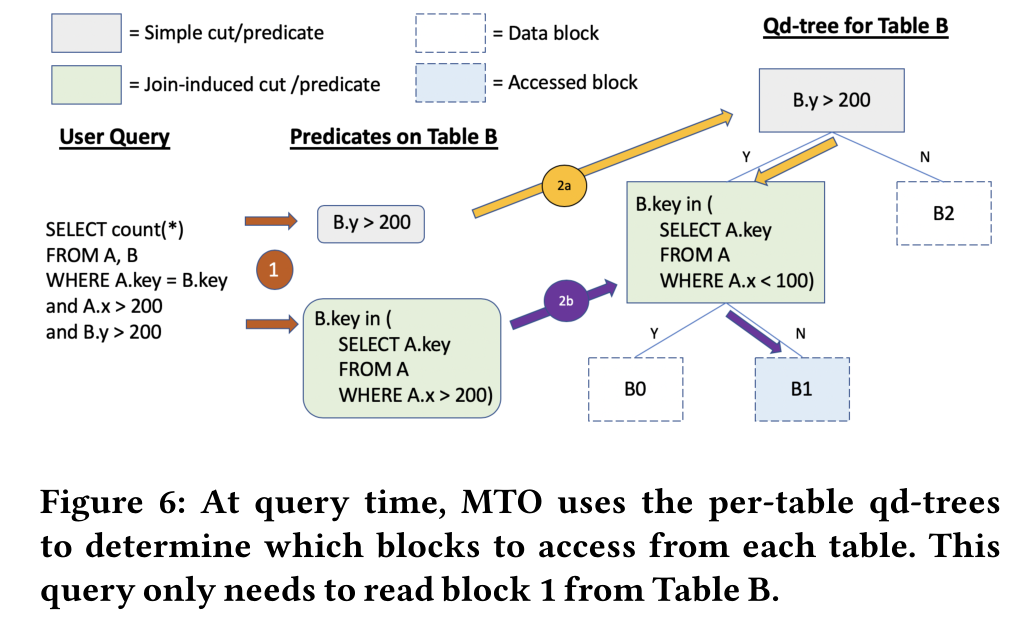 = Simple cut/predicate
= Data block
= Join-induced cut /predicate
= Accessed block
Qd-tree for Table B
User Query
Predicates on Table B
SELECT count(*)
FROM A, B
WHERE A.key = B.key
and A.x > 200
and B.y > 200
1
B.y > 200
B.key in (
SELECT A.key
FROM A
WHERE A.x > 200)
2a
2b
B.y > 200
Y
N
B.key in (
SELECT A.key
FROM A
WHERE A.x < 100)
B2
Y
N
B0
B1
Figure 6: At query time, MTO uses the per-table qd-trees
to determine which blocks to access from each table. This
query only needs to read block 1 from Table B.